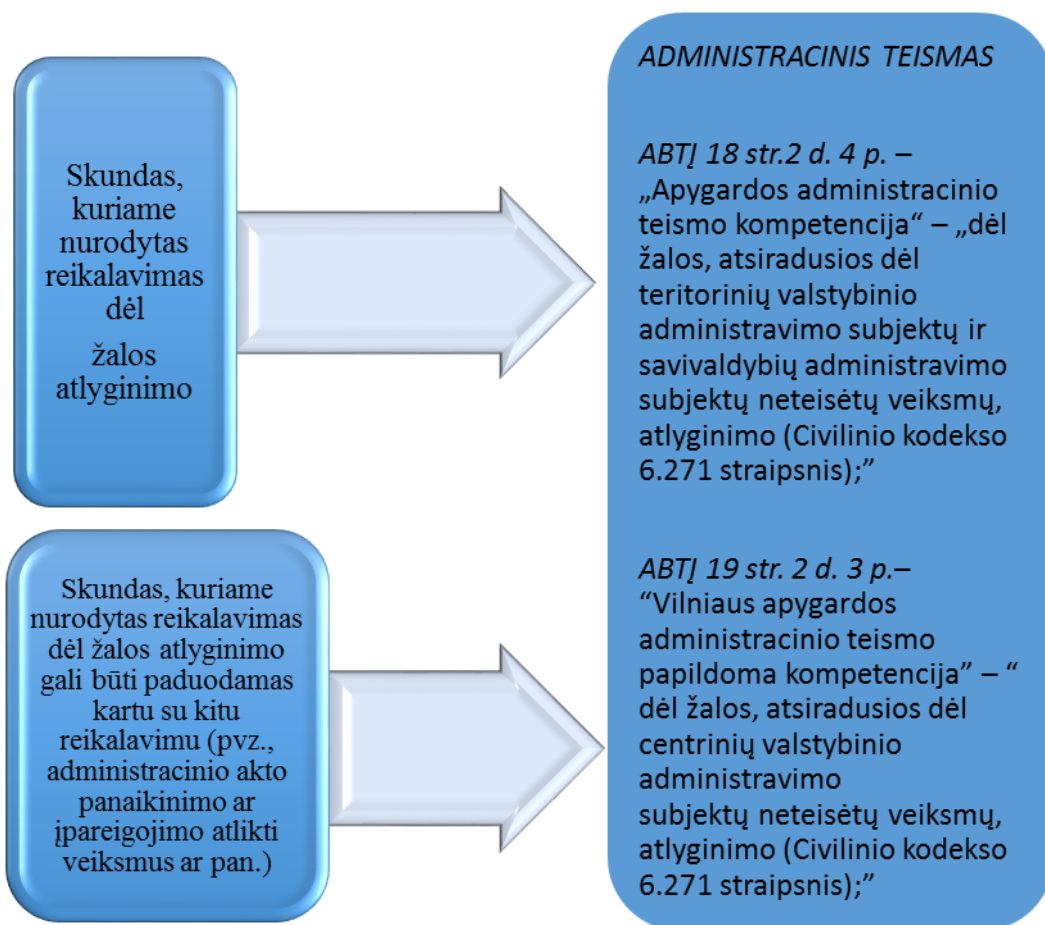 Skundas,
kuriame
nurodytas
reikalavimas
dėl
žalos
atlyginimo
Skundas, kuriame
nurodytas reikalavimas
dėl žalos atlyginimo
gali būti paduodamas
kartu su kitu
reikalavimu (pvz.,
administracinio akto
panaikinimo ar
įpareigojimo atlikti
veiksmus ar pan.)
ADMINISTRACINIS TEISMAS
ABTĮ 18 str.2 d. 4 p. –
„Apygardos administracinio
teismo kompetencija“ – „dėl
žalos, atsiradusios dėl
teritorinių valstybinio
administravimo subjektų ir
savivaldybių administravimo
subjektų neteisėtų veiksmų,
atlyginimo (Civilinio kodekso
6.271 straipsnis);”
ABTĮ 19 str. 2 d. 3 p.–
“Vilniaus apygardos
administracinio teismo
papildoma kompetencija” – “
dėl žalos, atsiradusios dėl
centrinių valstybinio
administravimo
subjektų neteisėtų veiksmų,
atlyginimo (Civilinio kodekso
6.271 straipsnis);”